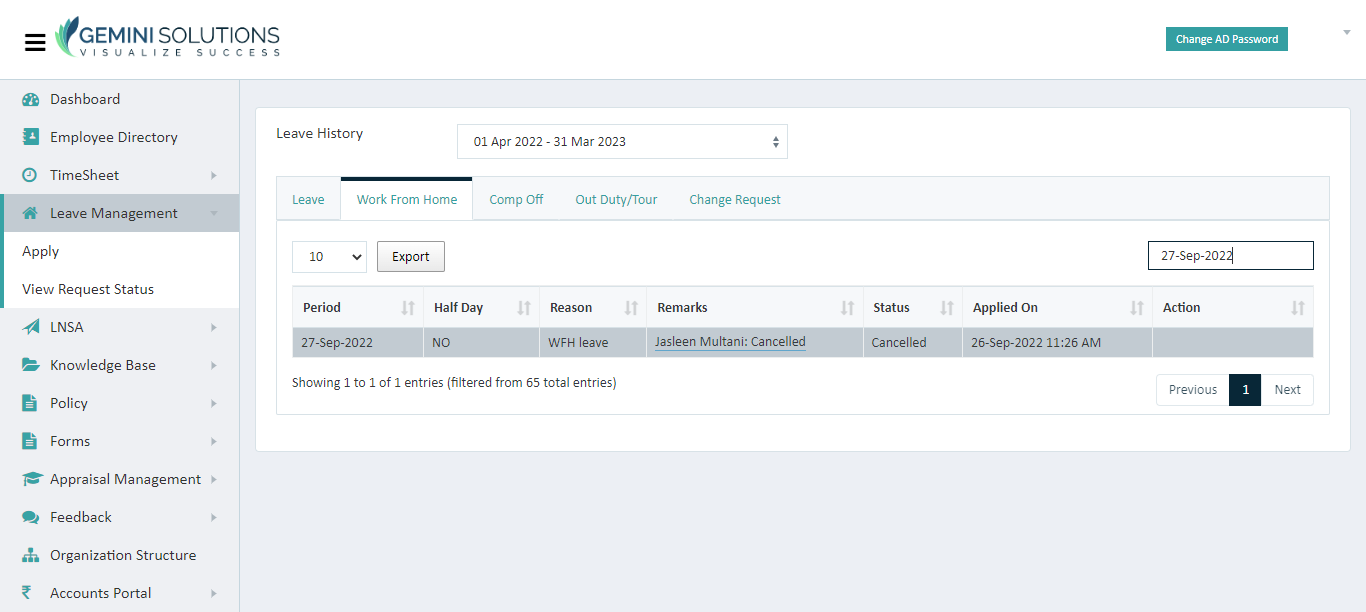 GEMINI SOLUTIONS
VISUALIZE SUCCESS
Change AD Password
Dashboard
Employee Directory
TimeSheet
Leave Management
Apply
View Request Status
LNSA
Knowledge Base
Policy
Forms
Appraisal Management
Feedback
Organization Structure
₹ Accounts Portal
Leave History
01 Apr 2022 - 31 Mar 2023
Leave Work From Home Comp Off Out Duty/Tour Change Request
10 Export 27-Sep-2022
Period Half Day Reason Remarks Status Applied On Action
27-Sep-2022 NO WFH leave Jasleen Multani: Cancelled Cancelled 26-Sep-2022 11:26 AM
Showing 1 to 1 of 1 entries (filtered from 65 total entries)
Previous 1 Next